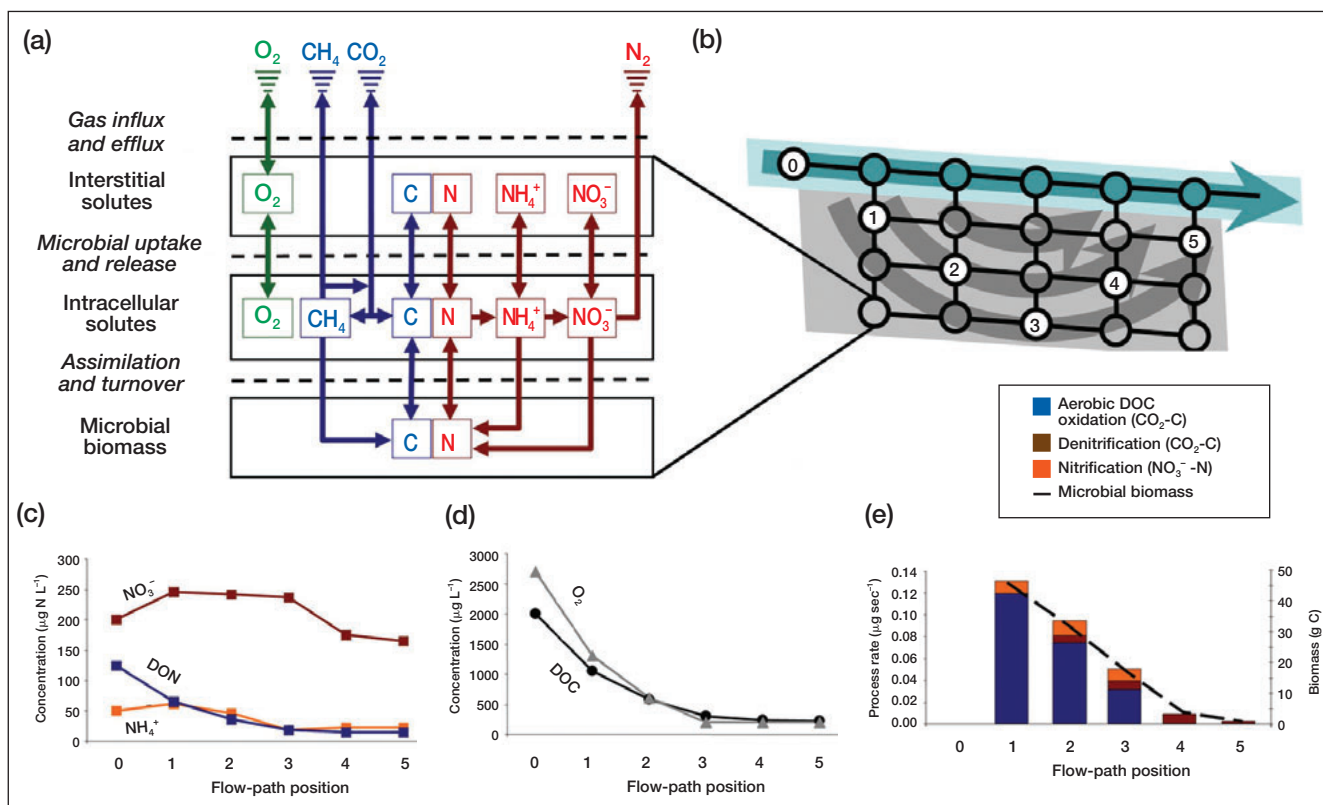 (a)
O₂ CH₄ CO₂ N₂
Gas influx
and efflux
Interstitial
solutes
O₂ C N NH₄⁺ NO₃⁻
Microbial uptake
and release
Intracellular
solutes
O₂ CH₄ C N NH₄⁺ NO₃⁻
Assimilation
and turnover
Microbial
biomass
C N
(b)
0
1
5
2
4
3
Aerobic DOC
oxidation (CO₂-C)
Denitrification (CO₂-C)
Nitrification (NO₃⁻ -N)
Microbial biomass
(c)
Concentration (µg N L⁻¹)
300
250
200
150
100
50
0
NO₃⁻
DON
NH₄⁺
0 1 2 3 4 5
Flow-path position
(d)
Concentration (µg L⁻¹)
3000
2500
2000
1500
1000
500
0
O₂
DOC
0 1 2 3 4 5
Flow-path position
(e)
Process rate (µg sec⁻¹)
0.14
0.12
0.10
0.08
0.06
0.04
0.02
0.00
50
40
30
20
10
0
Biomass (g C)
0 1 2 3 4 5
Flow-path position